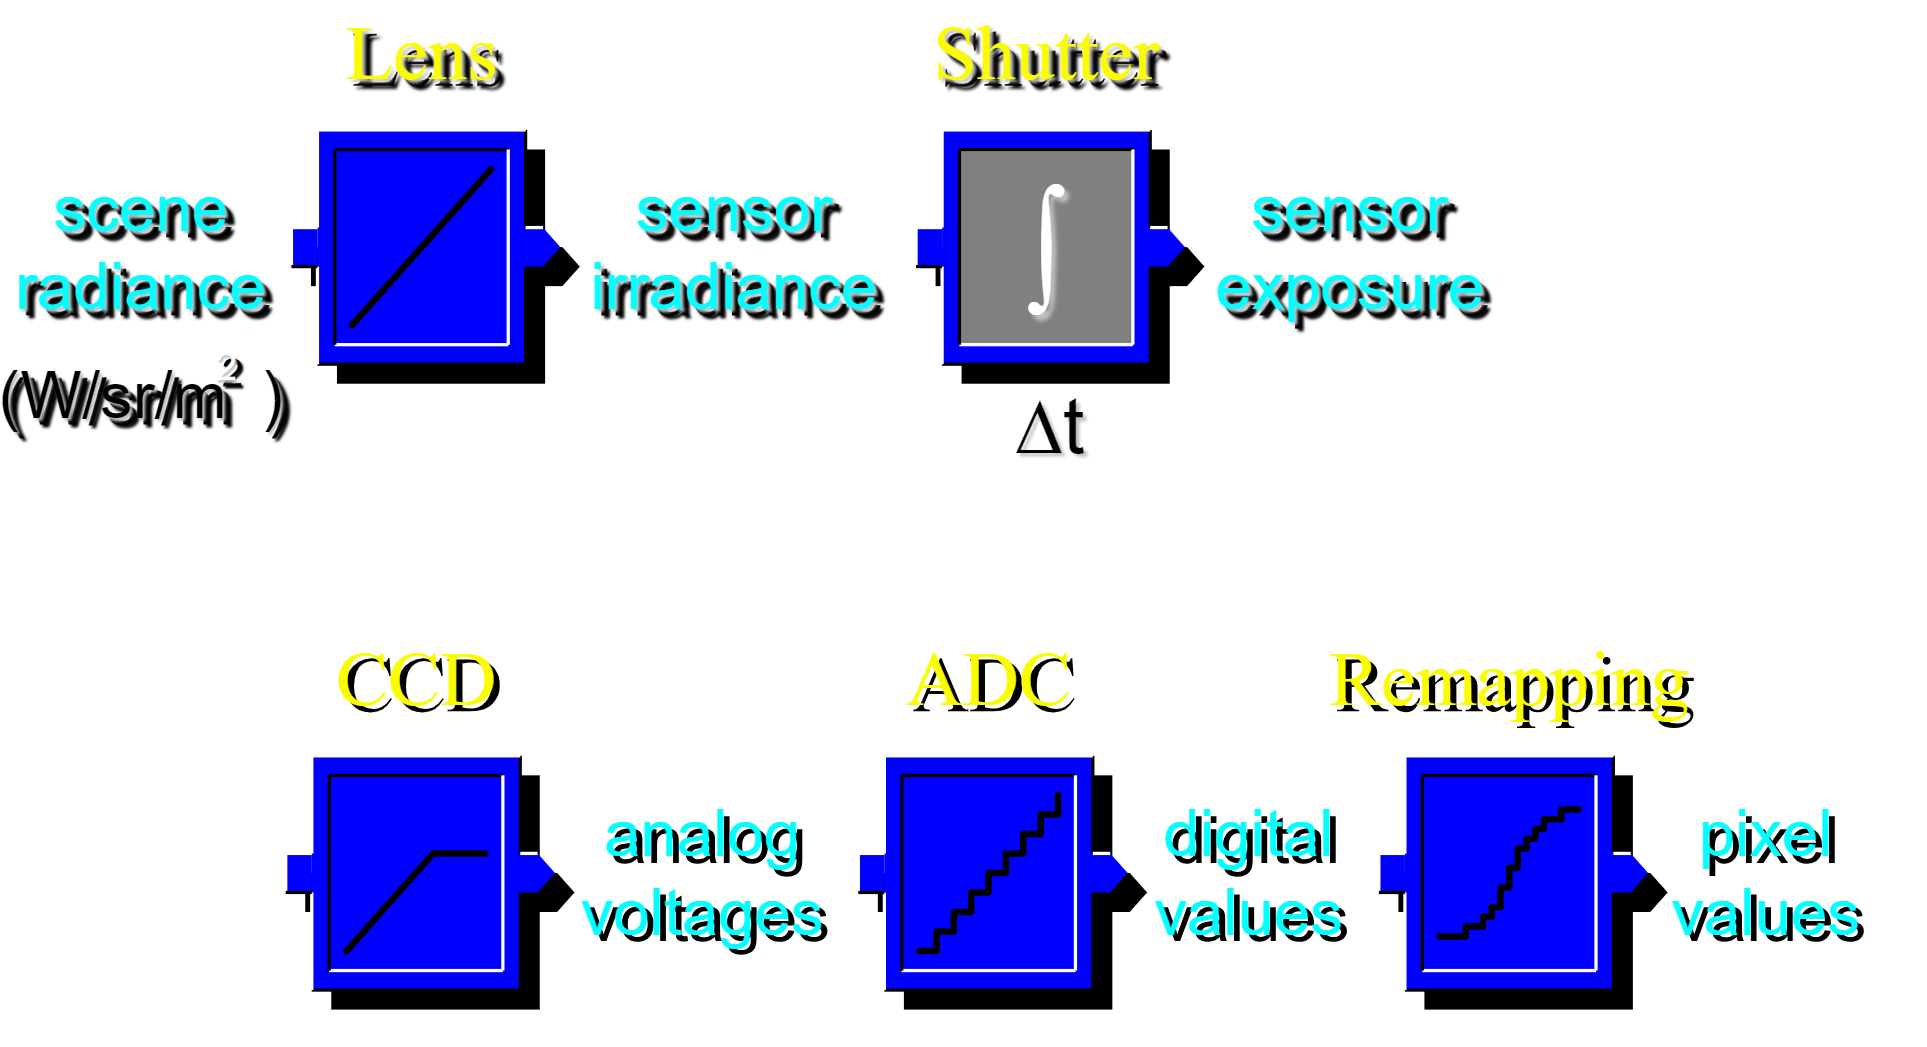 Lens
Shutter
scene
radiance
(W/sr/m² )
sensor
irradiance
∫
Δt
sensor
exposure
CCD
ADC
Remapping
analog
voltages
digital
values
pixel
values